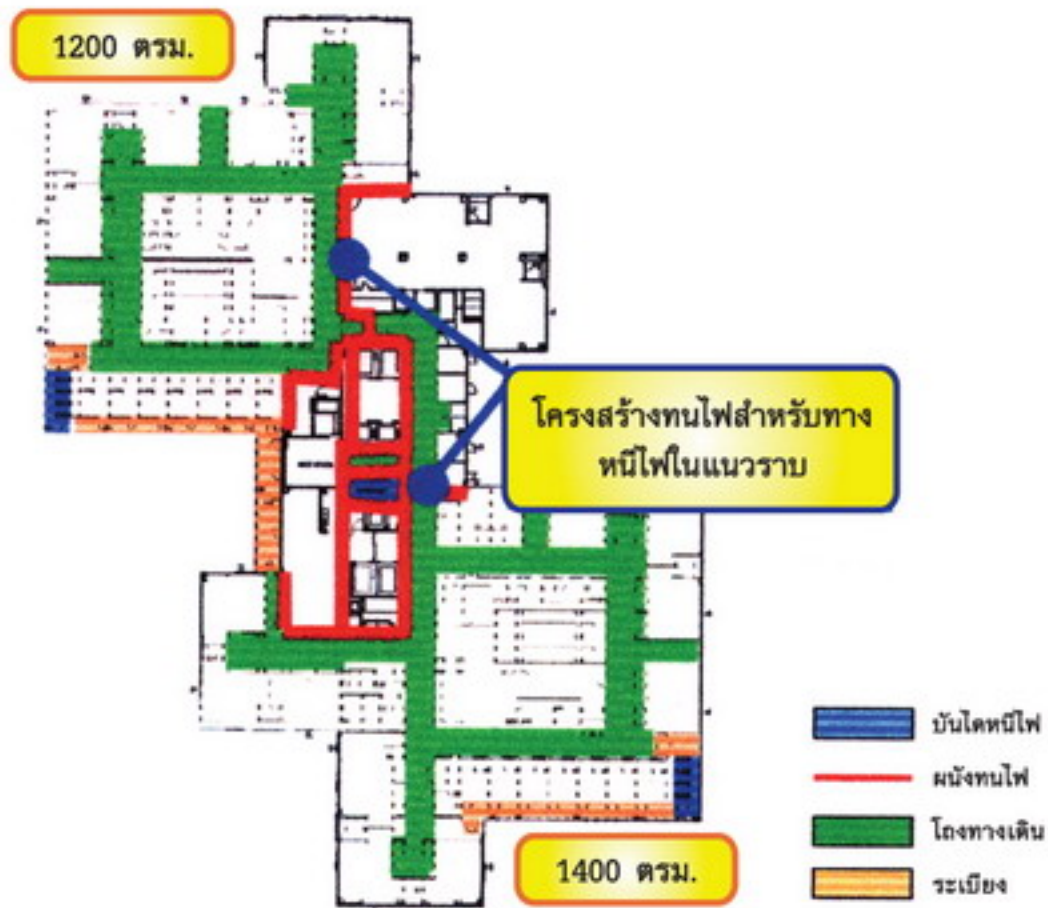 1200 ตรม.
โครงสร้างทนไฟสำหรับทาง
หนีไฟในแนวราบ
บันไดหนีไฟ
ผนังทนไฟ
โถงทางเดิน
ระเบียง
1400 ตรม.